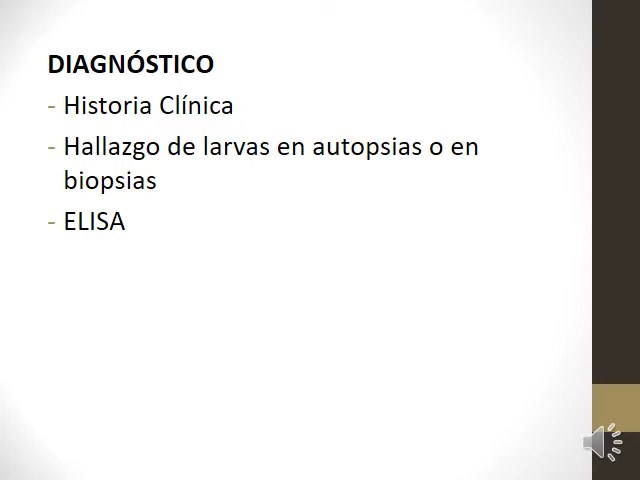 DIAGNÓSTICO
- Historia Clínica
- Hallazgo de larvas en autopsias o en
biopsias
- ELISA